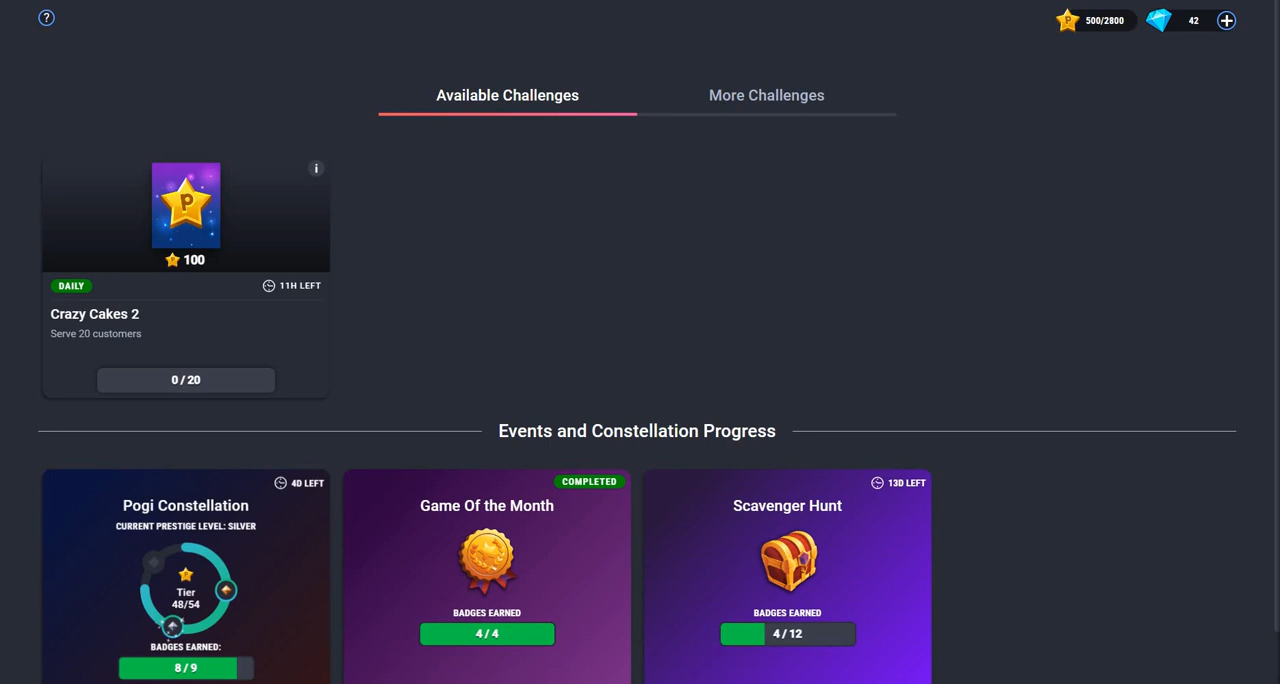 ?
P 500/2800 42 +
Available Challenges More Challenges
i
P
P 100
DAILY 11H LEFT
Crazy Cakes 2
Serve 20 customers
0 / 20
Events and Constellation Progress
4D LEFT
Pogi Constellation
CURRENT PRESTIGE LEVEL: SILVER
P
Tier
48/54
BADGES EARNED:
8 / 9
COMPLETED
Game Of the Month
BADGES EARNED
4 / 4
13D LEFT
Scavenger Hunt
BADGES EARNED
4 / 12